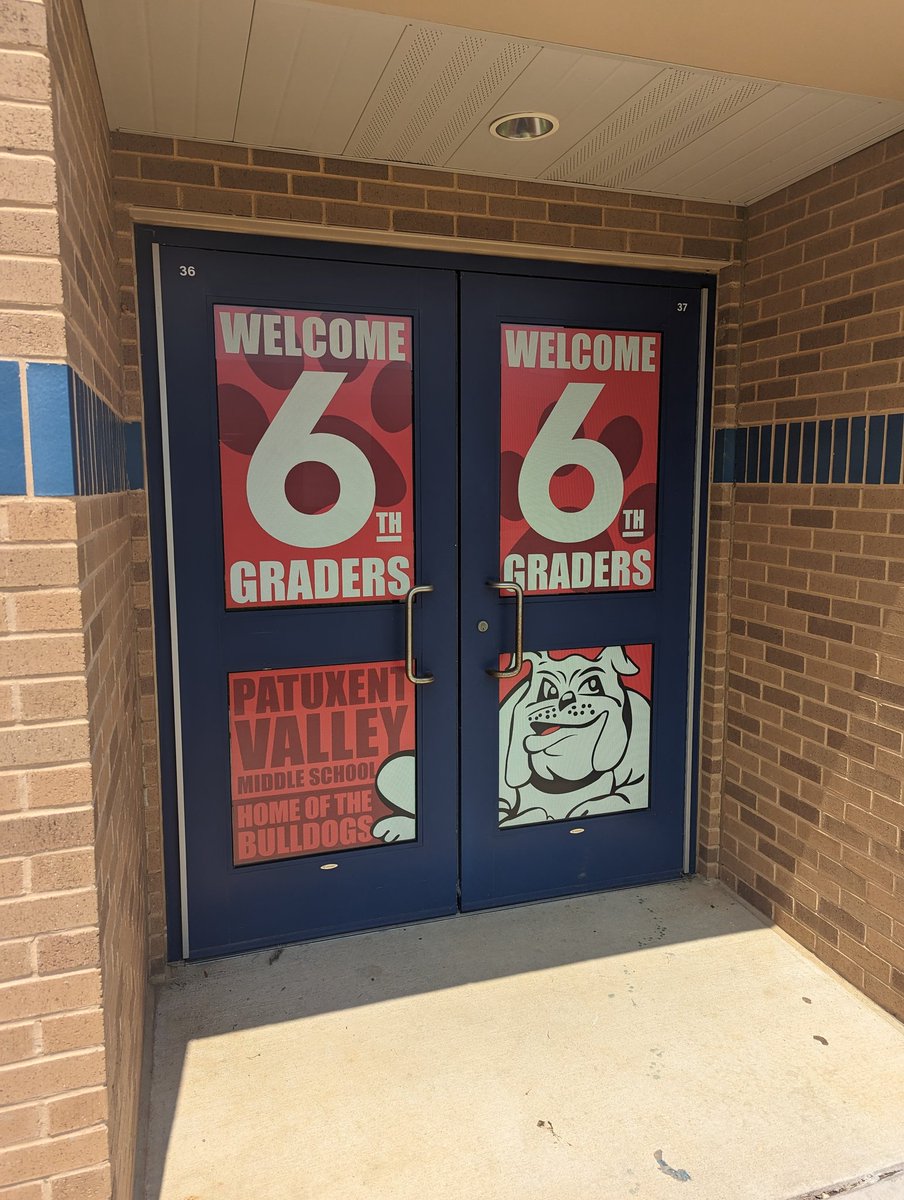 36
WELCOME
6
TH
GRADERS
PATUXENT
VALLEY
MIDDLE SCHOOL
HOME OF THE
BULLDOGS
37
WELCOME
6
TH
GRADERS